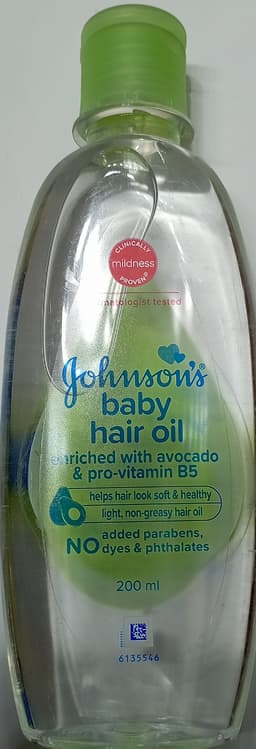 CLINICALLY
mildness
PROVEN®
matologist tested
Johnson's®
baby
hair oil
enriched with avocado
& pro-vitamin B5
helps hair look soft & healthy
light, non-greasy hair oil
NO added parabens,
dyes & phthalates
200 ml
6135546